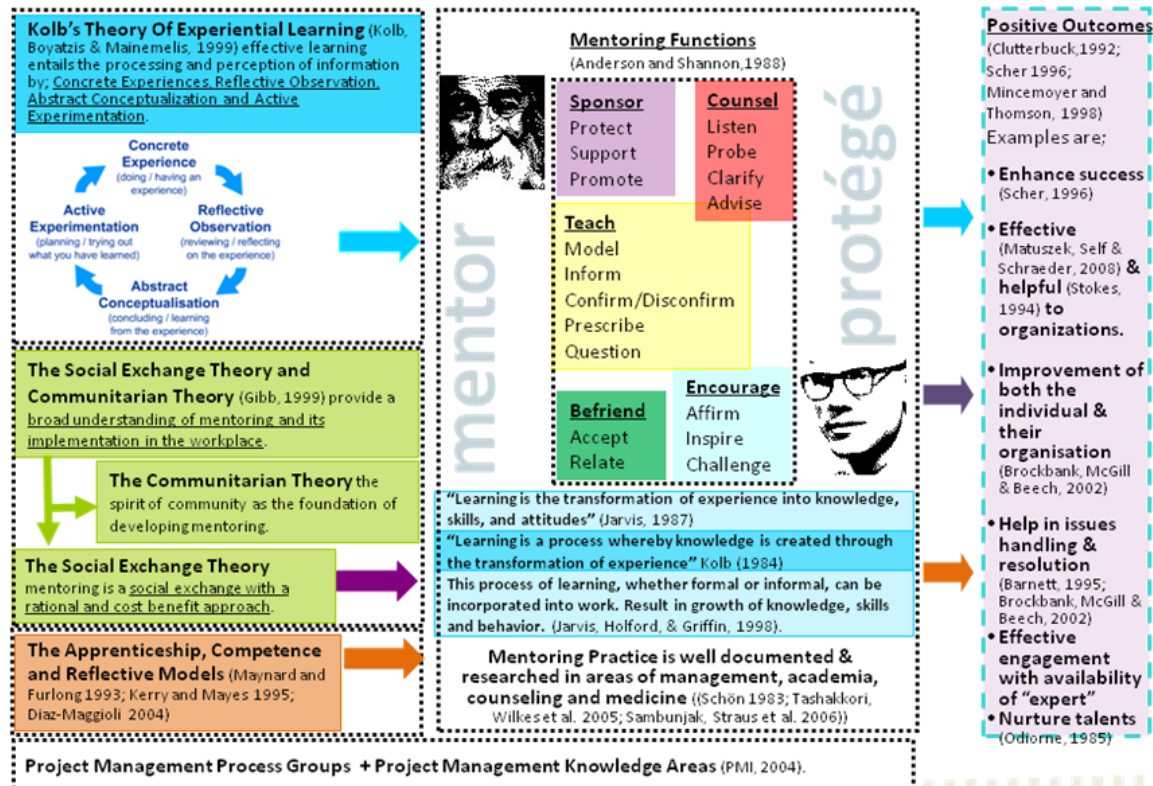 Kolb's Theory Of Experiential Learning (Kolb,
Boyatzis & Mainemelis, 1999) effective learning
entails the processing and perception of information
by; Concrete Experiences, Reflective Observation,
Abstract Conceptualization and Active
Experimentation.
Concrete
Experience
(doing / having an
experience)
Active
Experimentation
(planning / trying out
what you have learned)
Reflective
Observation
(reviewing / reflecting
on the experience)
Abstract
Conceptualisation
(concluding / learning
from the experience)
The Social Exchange Theory and
Communitarian Theory (Gibb, 1999) provide a
broad understanding of mentoring and its
implementation in the workplace.
The Communitarian Theory the
spirit of community as the foundation of
developing mentoring.
The Social Exchange Theory
mentoring is a social exchange with a
rational and cost benefit approach.
The Apprenticeship, Competence
and Reflective Models (Maynard and
Furlong 1993; Kerry and Mayes 1995;
Diaz-Maggioli 2004)
Mentoring Functions
(Anderson and Shannon,1988)
mentor
protégé
Sponsor
Protect
Support
Promote
Counsel
Listen
Probe
Clarify
Advise
Teach
Model
Inform
Confirm/Disconfirm
Prescribe
Question
Befriend
Accept
Relate
Encourage
Affirm
Inspire
Challenge
"Learning is the transformation of experience into knowledge,
skills, and attitudes" (Jarvis, 1987)
"Learning is a process whereby knowledge is created through
the transformation of experience" Kolb (1984)
This process of learning, whether formal or informal, can be
incorporated into work. Result in growth of knowledge, skills
and behavior. (Jarvis, Holford, & Griffin, 1998).
Mentoring Practice is well documented &
researched in areas of management, academia,
counseling and medicine ((Schön 1983; Tashakkori,
Wilkes et al. 2005; Sambunjak, Straus et al. 2006))
Project Management Process Groups + Project Management Knowledge Areas (PMI, 2004).
Positive Outcomes
(Clutterbuck,1992;
Scher 1996;
Mincemoyer and
Thomson, 1998)
Examples are;
• Enhance success
(Scher, 1996)
• Effective
(Matuszek, Self &
Schraeder, 2008) &
helpful (Stokes,
1994) to
organizations.
• Improvement of
both the
individual &
their
organisation
(Brockbank, McGill
& Beech, 2002)
• Help in issues
handling &
resolution
(Barnett, 1995;
Brockbank, McGill &
Beech, 2002)
• Effective
engagement
with availability
of "expert"
• Nurture talents
(Odiorne, 1985)